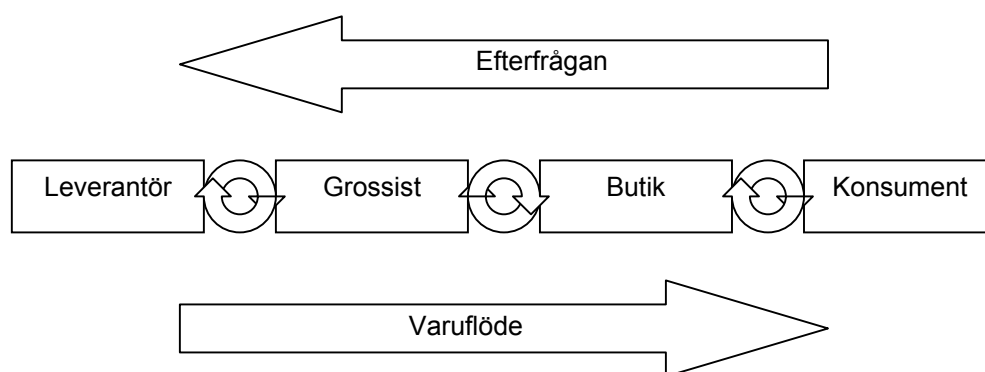 Efterfrågan
Leverantör
Grossist
Butik
Konsument
Varuflöde